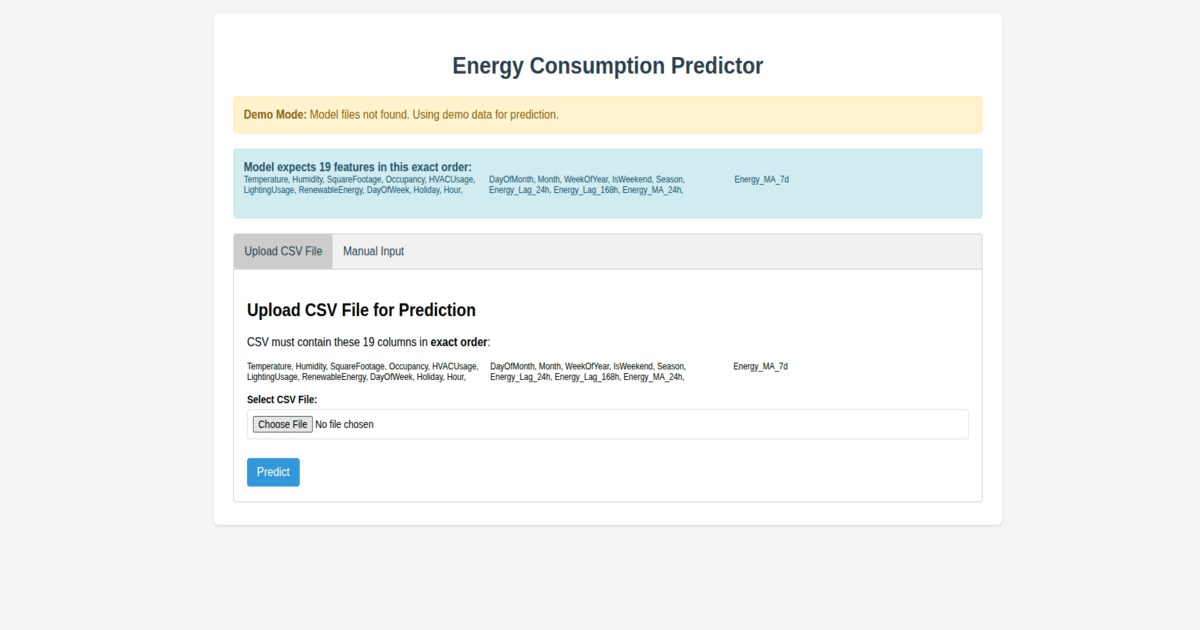 Energy Consumption Predictor
Demo Mode: Model files not found. Using demo data for prediction.
Model expects 19 features in this exact order:
Temperature, Humidity, SquareFootage, Occupancy, HVACUsage,
LightingUsage, RenewableEnergy, DayOfWeek, Holiday, Hour,
DayOfMonth, Month, WeekOfYear, IsWeekend, Season,
Energy_Lag_24h, Energy_Lag_168h, Energy_MA_24h,
Energy_MA_7d
Upload CSV File
Manual Input
Upload CSV File for Prediction
CSV must contain these 19 columns in exact order:
Temperature, Humidity, SquareFootage, Occupancy, HVACUsage,
LightingUsage, RenewableEnergy, DayOfWeek, Holiday, Hour,
DayOfMonth, Month, WeekOfYear, IsWeekend, Season,
Energy_Lag_24h, Energy_Lag_168h, Energy_MA_24h,
Energy_MA_7d
Select CSV File:
Choose File No file chosen
Predict